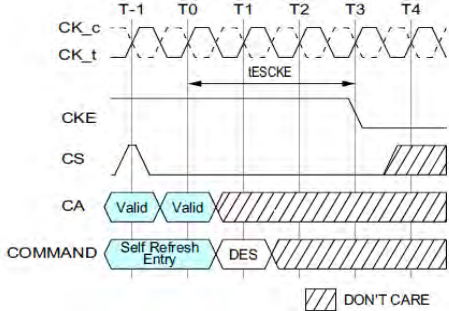 T-1 T0 T1 T2 T3 T4
CK_c
CK_t
tESCKE
CKE
CS
CA Valid Valid
COMMAND Self Refresh Entry DES
DON'T CARE